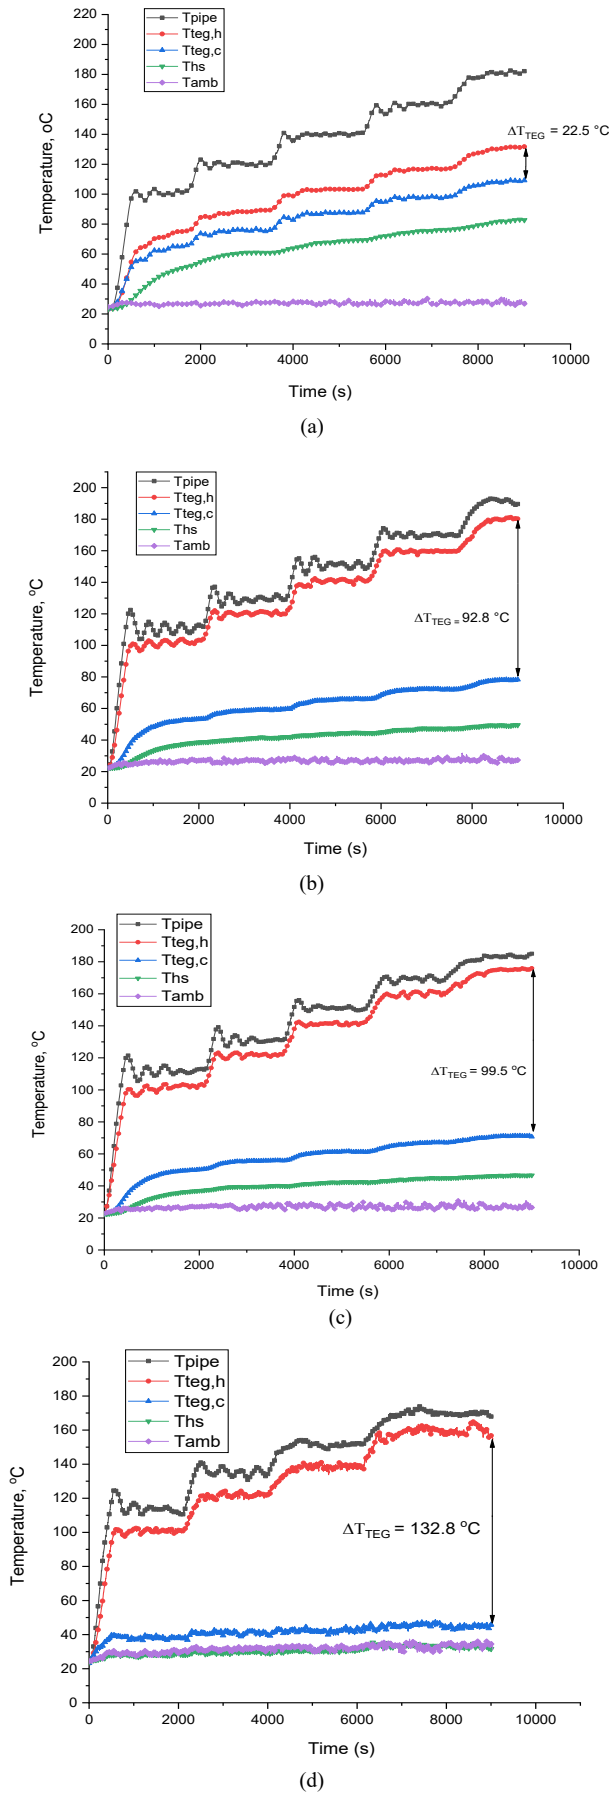 Tpipe
Tteg,h
Tteg,c
Ths
Tamb
220
200
180
160
140
120
100
80
60
40
20
0
Temperature, oC
ΔT_TEG = 22.5 °C
0 2000 4000 6000 8000 10000
Time (s)
(a)
Tpipe
Tteg,h
Tteg,c
Ths
Tamb
200
180
160
140
120
100
80
60
40
20
0
Temperature, °C
ΔT_TEG = 92.8 °C
0 2000 4000 6000 8000 10000
Time (s)
(b)
Tpipe
Tteg,h
Tteg,c
Ths
Tamb
200
180
160
140
120
100
80
60
40
20
0
Temperature, °C
ΔT_TEG = 99.5 °C
0 2000 4000 6000 8000 10000
Time (s)
(c)
Tpipe
Tteg,h
Tteg,c
Ths
Tamb
200
180
160
140
120
100
80
60
40
20
0
Temperature, °C
ΔT_TEG = 132.8 °C
0 2000 4000 6000 8000 10000
Time (s)
(d)